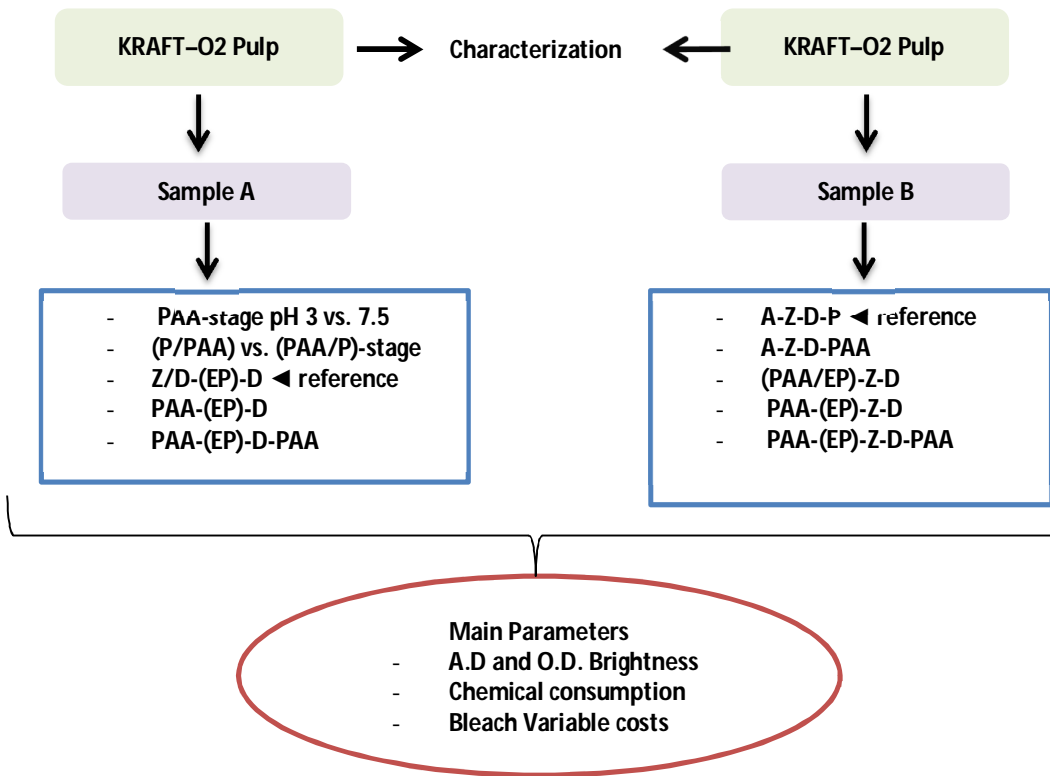 KRAFT–O2 Pulp
Characterization
KRAFT–O2 Pulp
Sample A
Sample B
- PAA-stage pH 3 vs. 7.5
- (P/PAA) vs. (PAA/P)-stage
- Z/D-(EP)-D ◄ reference
- PAA-(EP)-D
- PAA-(EP)-D-PAA
- A-Z-D-P ◄ reference
- A-Z-D-PAA
- (PAA/EP)-Z-D
- PAA-(EP)-Z-D
- PAA-(EP)-Z-D-PAA
Main Parameters
- A.D and O.D. Brightness
- Chemical consumption
- Bleach Variable costs